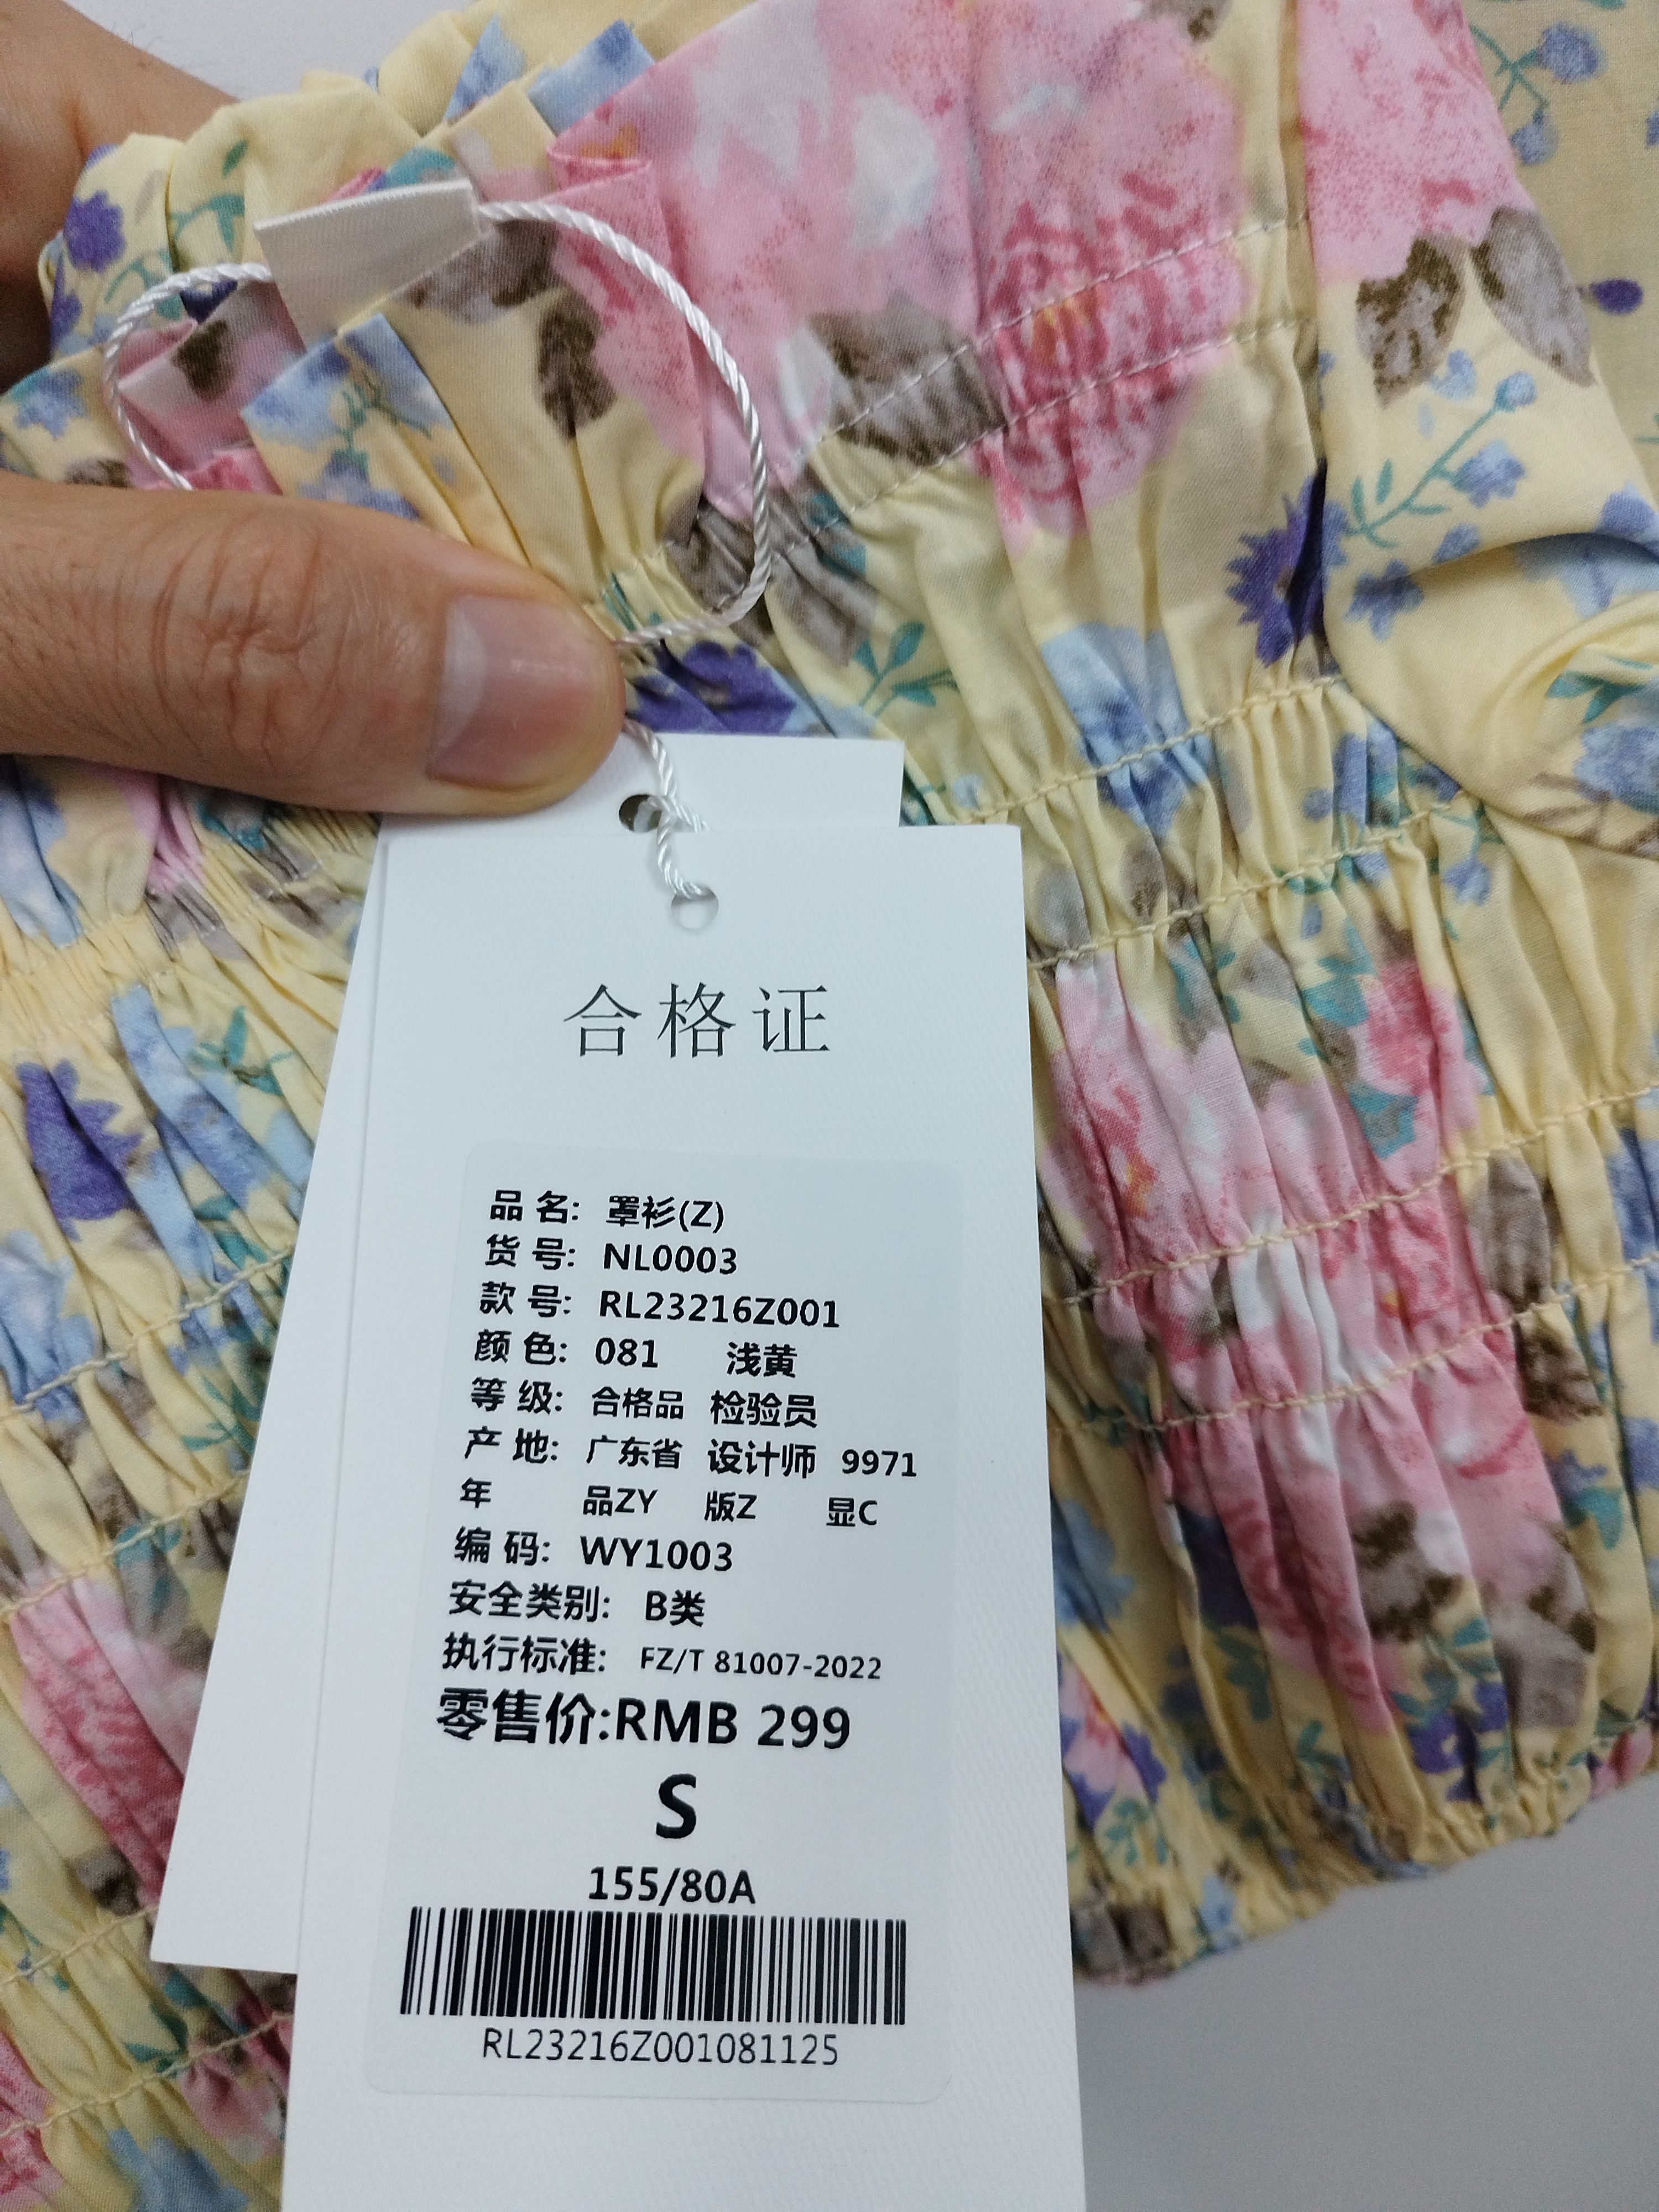 合格证
品 名: 罩衫(Z)
货 号: NL0003
款 号: RL23216Z001
颜 色: 081 浅黄
等 级: 合格品 检验员
产 地: 广东省 设计师 9971
年 品ZY 版Z 显C
编 码: WY1003
安全类别: B类
执行标准: FZ/T 81007-2022
零售价:RMB 299
S
155/80A
RL23216Z001081125